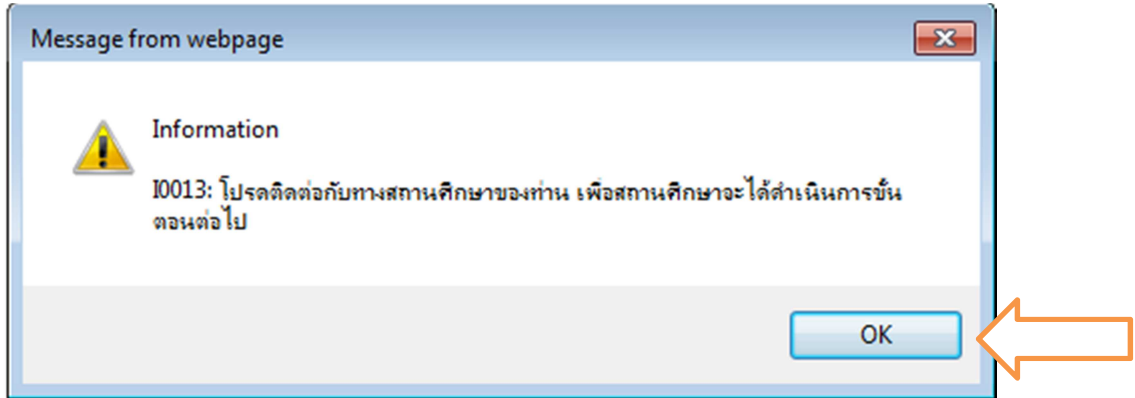 Message from webpage
Information
I0013: โปรดติดต่อกับทางสถานศึกษาของท่าน เพื่อสถานศึกษาจะได้ดำเนินการขั้น
ตอนต่อไป
OK